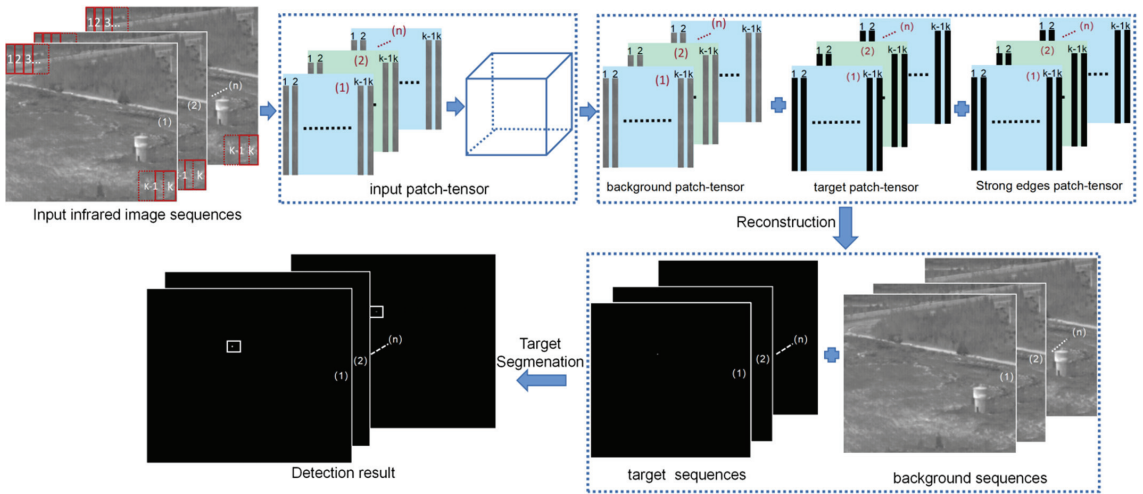 123...
(1)
(2)
(n)
K-1 k
-1 k
K-1 k
Input infrared image sequences
1 2
(1)
k-1k
1 2
(2)
k-1k
1 2
(n)
k-1k
input patch-tensor
1 2
(1)
k-1k
1 2
(2)
k-1k
1 2
(n)
k-1k
background patch-tensor
1 2
(1)
k-1k
1 2
(2)
k-1k
1 2
(n)
k-1k
target patch-tensor
1 2
(1)
k-1k
1 2
(2)
k-1k
1 2
(n)
k-1k
Strong edges patch-tensor
Reconstruction
(1)
(2)
(n)
target sequences
(1)
(2)
(n)
background sequences
Target
Segmenation
(1)
(2)
(n)
Detection result